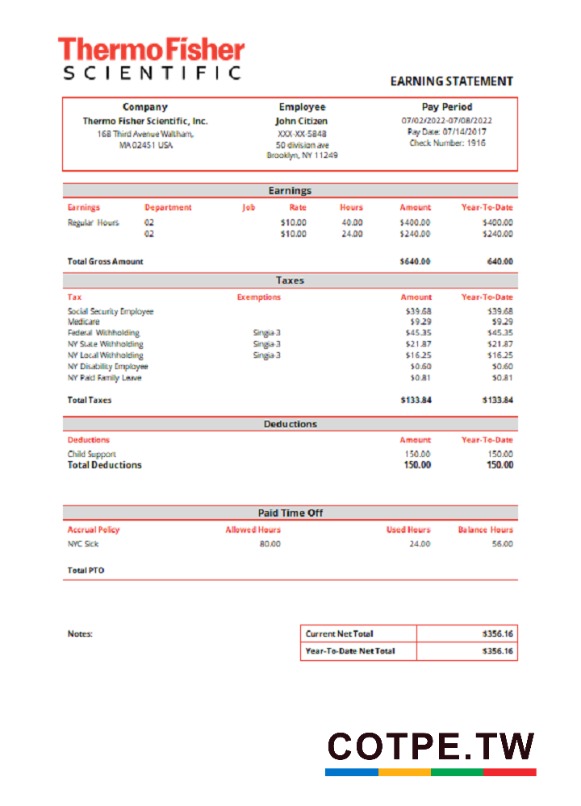 ThermoFisher
SCIENTIFIC
EARNING STATEMENT
Company Employee Pay Period
Thermo Fisher Scientific, Inc. John Citizen 07/02/2022-07/08/2022
168 Third Avenue Waltham, XXX-XX-5848 Pay Date: 07/14/2017
MA 02451 USA 50 division ave Check Number: 1916
Brooklyn, NY 11249
Earnings
Earnings Department Job Rate Hours Amount Year-To-Date
Regular Hours 02 $10.00 40.00 $400.00 $400.00
02 $10.00 24.00 $240.00 $240.00
Total Gross Amount $640.00 640.00
Taxes
Tax Exemptions Amount Year-To-Date
Social Security Employee $39.68 $39.68
Medicare $9.29 $9.29
Federal Withholding Single-3 $45.35 $45.35
NY State Withholding Single-3 $21.87 $21.87
NY Local Withholding Single-3 $16.25 $16.25
NY Disability Employee $0.60 $0.60
NY Paid Family Leave $0.81 $0.81
Total Taxes $133.84 $133.84
Deductions
Deductions Amount Year-To-Date
Child Support 150.00 150.00
Total Deductions 150.00 150.00
Paid Time Off
Accrual Policy Allowed Hours Used Hours Balance Hours
NYC Sick 80.00 24.00 56.00
Total PTO
Notes: Current Net Total $356.16
Year-To-Date Net Total $356.16
COTPE.TW